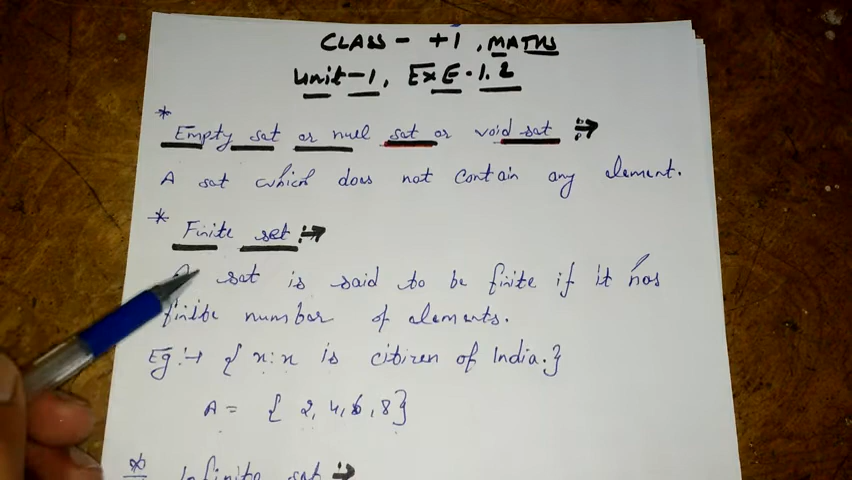 CLASS - +1, MATHS
Unit-1, EXE.1.2
* Empty set or null set or void set :→
A set which does not contain any element.
* Finite set :→
A set is said to be finite if it has
finite number of elements.
Eg:→ { x:x is citizen of India.}
A = { 2, 4, 6, 8}
* Infinite set :→